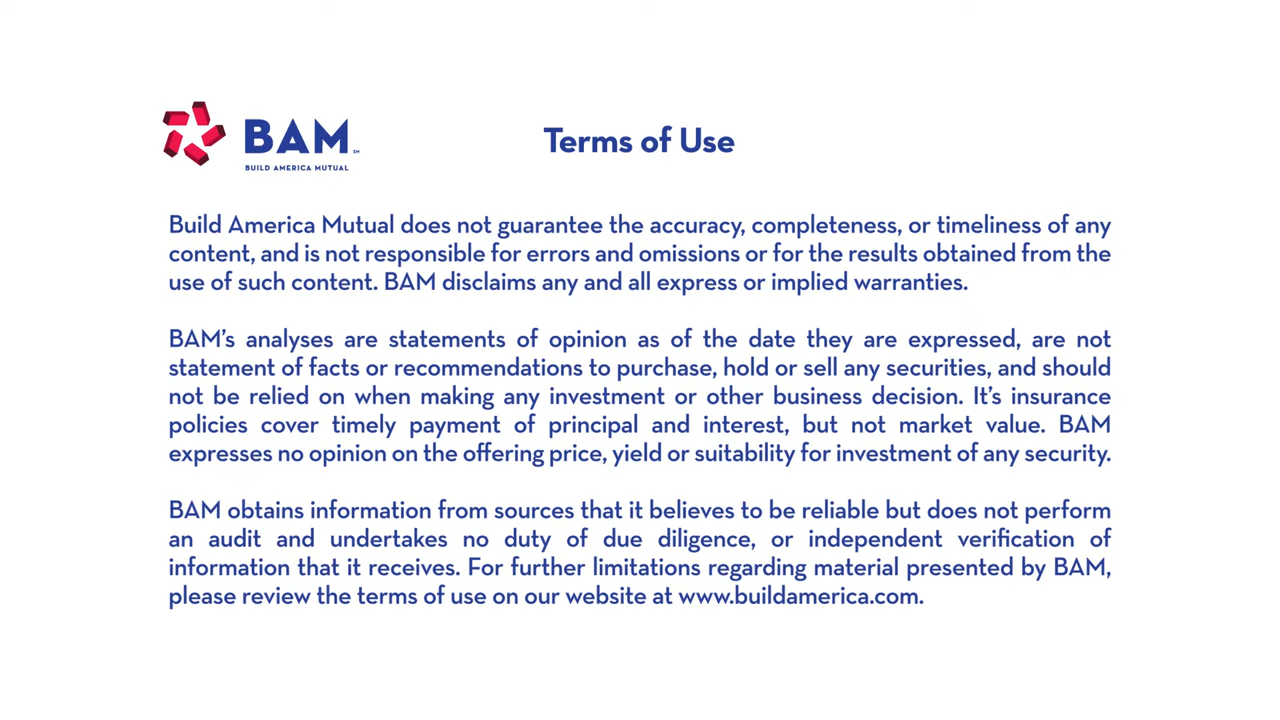 BAM
SM
BUILD AMERICA MUTUAL
Terms of Use
Build America Mutual does not guarantee the accuracy, completeness, or timeliness of any
content, and is not responsible for errors and omissions or for the results obtained from the
use of such content. BAM disclaims any and all express or implied warranties.
BAM's analyses are statements of opinion as of the date they are expressed, are not
statement of facts or recommendations to purchase, hold or sell any securities, and should
not be relied on when making any investment or other business decision. It's insurance
policies cover timely payment of principal and interest, but not market value. BAM
expresses no opinion on the offering price, yield or suitability for investment of any security.
BAM obtains information from sources that it believes to be reliable but does not perform
an audit and undertakes no duty of due diligence, or independent verification of
information that it receives. For further limitations regarding material presented by BAM,
please review the terms of use on our website at www.buildamerica.com.